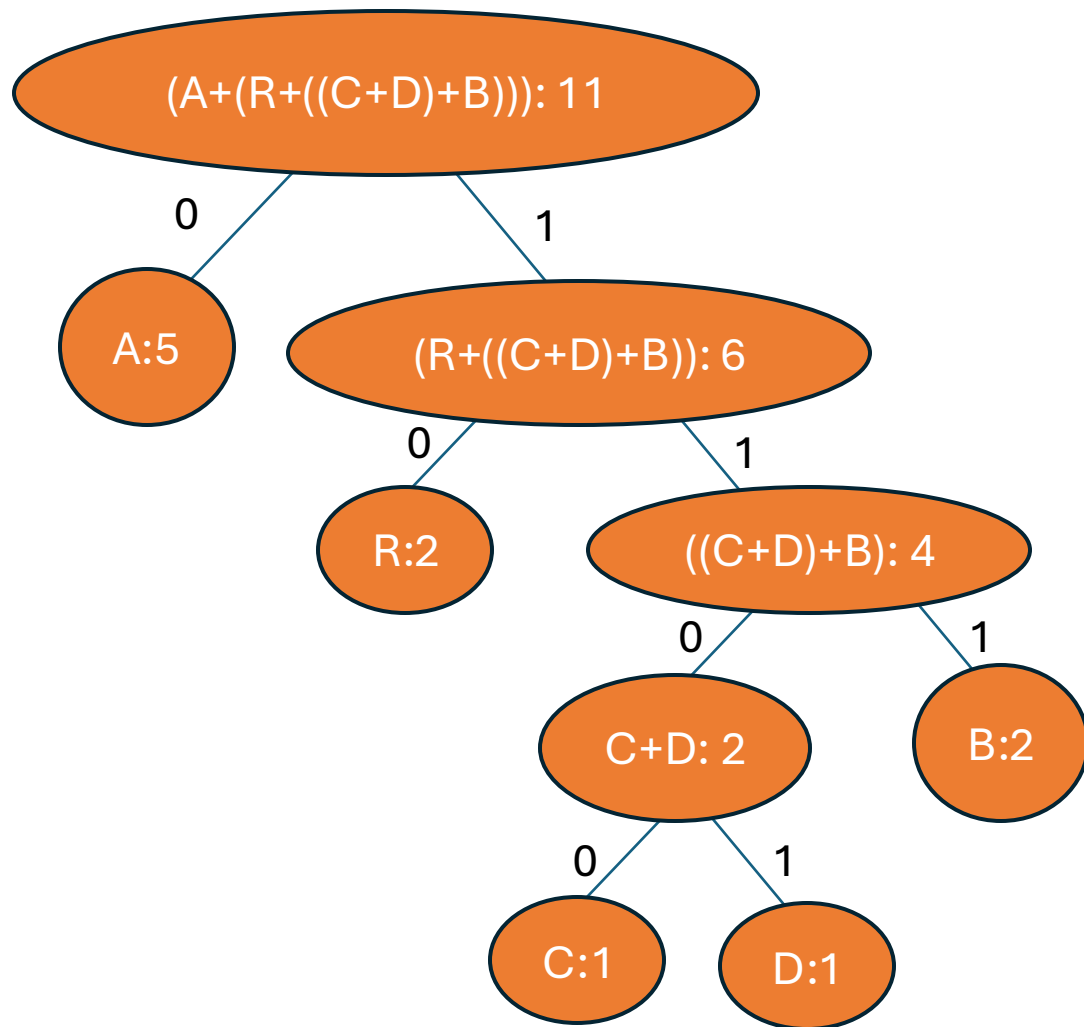 (A+(R+((C+D)+B))): 11
0
1
A:5
(R+((C+D)+B)): 6
0
1
R:2
((C+D)+B): 4
0
1
C+D: 2
B:2
0
1
C:1
D:1